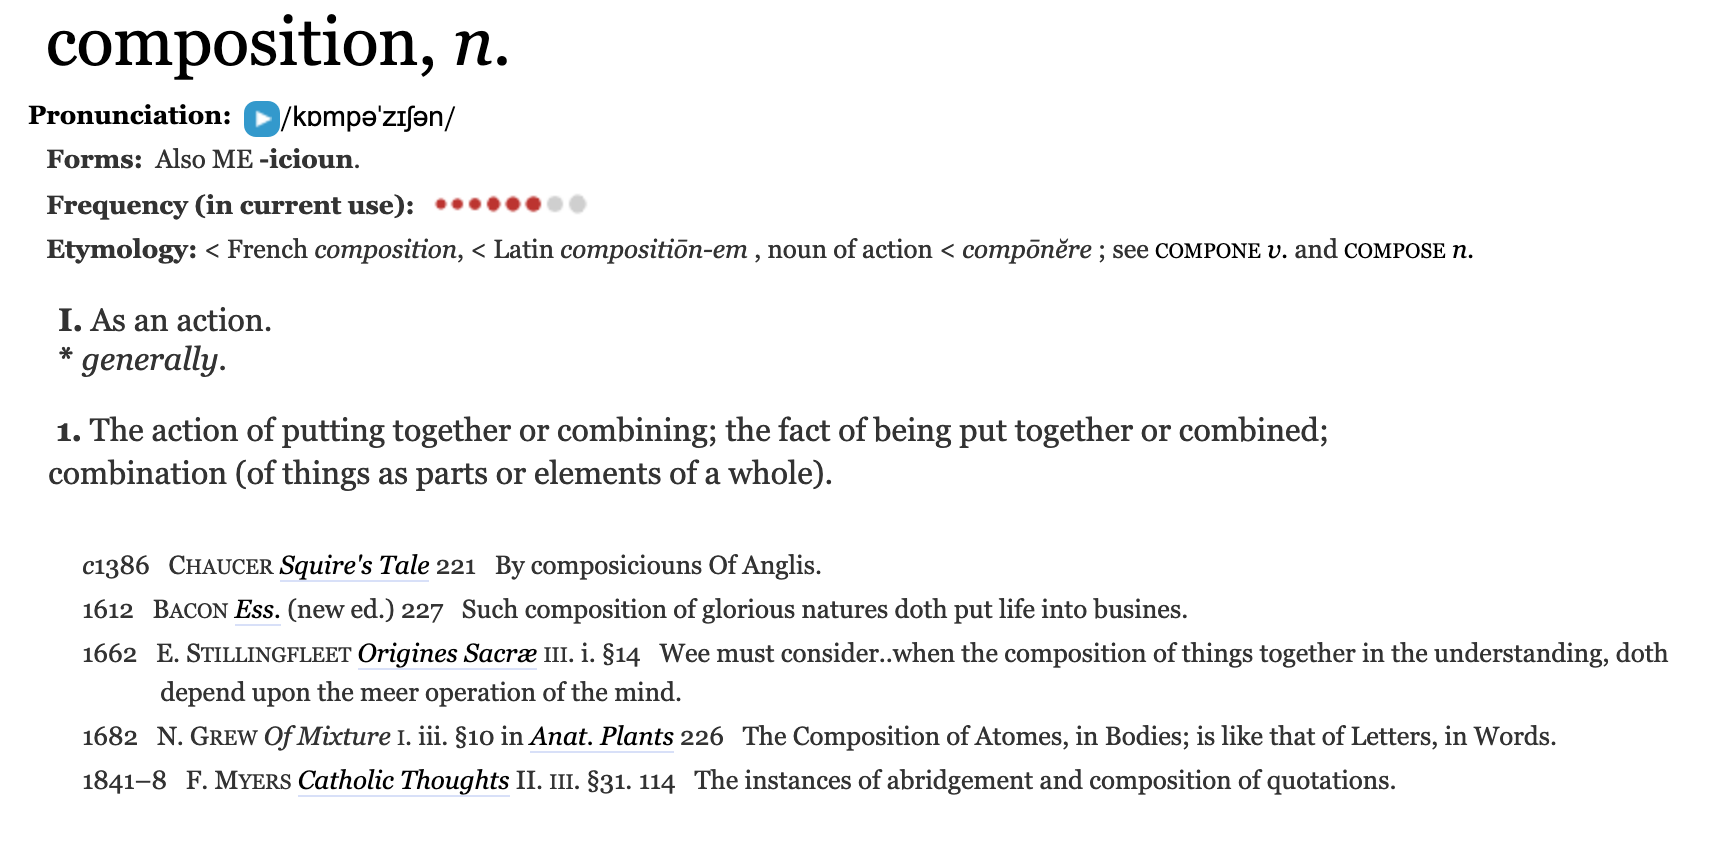 composition, n.
Pronunciation: /kɒmpəˈzɪʃən/
Forms: Also ME -icioun.
Frequency (in current use):
Etymology: < French composition, < Latin compositiōn-em , noun of action < compōnĕre ; see COMPONE v. and COMPOSE n.
I. As an action.
* generally.
1. The action of putting together or combining; the fact of being put together or combined;
combination (of things as parts or elements of a whole).
c1386 CHAUCER Squire's Tale 221 By composiciouns Of Anglis.
1612 BACON Ess. (new ed.) 227 Such composition of glorious natures doth put life into busines.
1662 E. STILLINGFLEET Origines Sacræ III. i. §14 Wee must consider..when the composition of things together in the understanding, doth
depend upon the meer operation of the mind.
1682 N. GREW Of Mixture I. iii. §10 in Anat. Plants 226 The Composition of Atomes, in Bodies; is like that of Letters, in Words.
1841–8 F. MYERS Catholic Thoughts II. III. §31. 114 The instances of abridgement and composition of quotations.